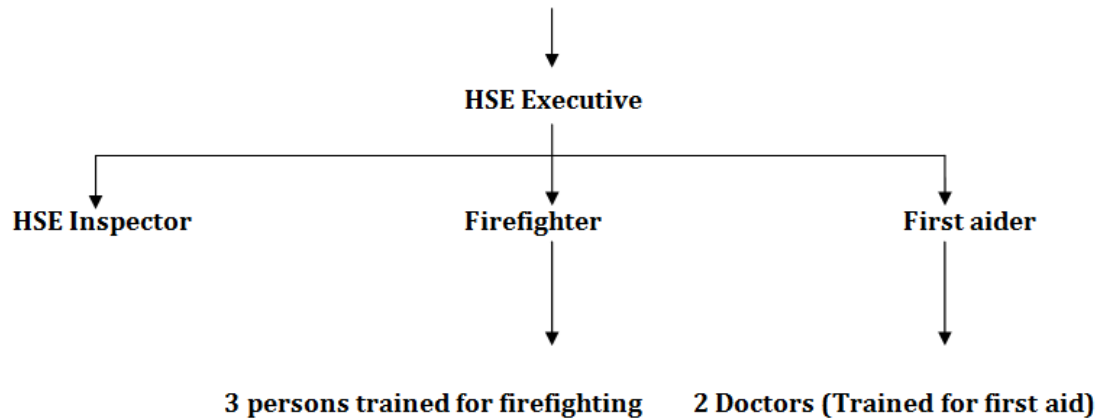 HSE Executive
HSE Inspector
Firefighter
First aider
3 persons trained for firefighting
2 Doctors (Trained for first aid)